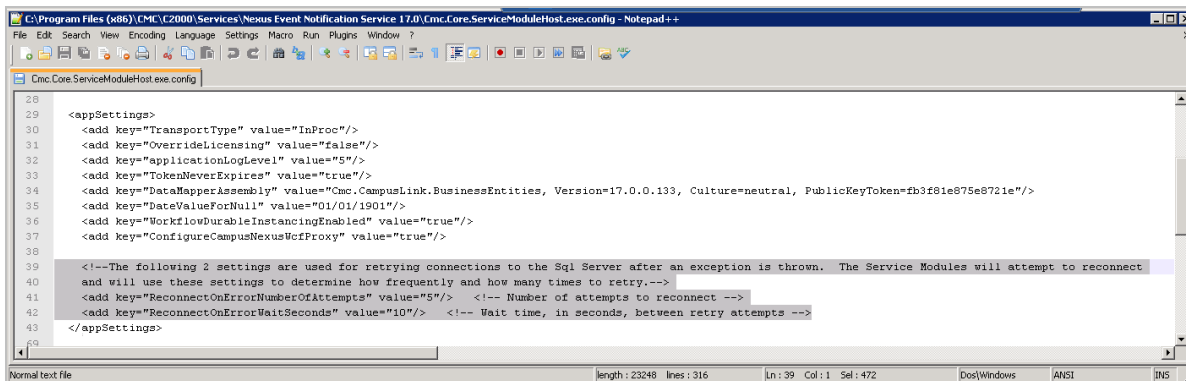 C:\Program Files (x86)\CMC\C2000\Services\Nexus Event Notification Service 17.0\Cmc.Core.ServiceModuleHost.exe.config - Notepad++
File Edit Search View Encoding Language Settings Macro Run Plugins Window ?
Cmc.Core.ServiceModuleHost.exe.config
28
29 <appSettings>
30 <add key="TransportType" value="InProc"/>
31 <add key="OverrideLicensing" value="false"/>
32 <add key="applicationLogLevel" value="5"/>
33 <add key="TokenNeverExpires" value="true"/>
34 <add key="DataMapperAssembly" value="Cmc.CampusLink.BusinessEntities, Version=17.0.0.133, Culture=neutral, PublicKeyToken=fb3f81e875e8721e"/>
35 <add key="DateValueForNull" value="01/01/1901"/>
36 <add key="WorkflowDurableInstancingEnabled" value="true"/>
37 <add key="ConfigureCampusNexusWcfProxy" value="true"/>
38
39 <!--The following 2 settings are used for retrying connections to the Sql Server after an exception is thrown.  The Service Modules will attempt to reconnect
40 and will use these settings to determine how frequently and how many times to retry.-->
41 <add key="ReconnectOnErrorNumberOfAttempts" value="5"/> <!-- Number of attempts to reconnect -->
42 <add key="ReconnectOnErrorWaitSeconds" value="10"/> <!-- Wait time, in seconds, between retry attempts -->
43 </appSettings>
69
Normal text file length : 23248 lines : 316 Ln : 39 Col : 1 Sel : 472 Dos\Windows ANSI INS